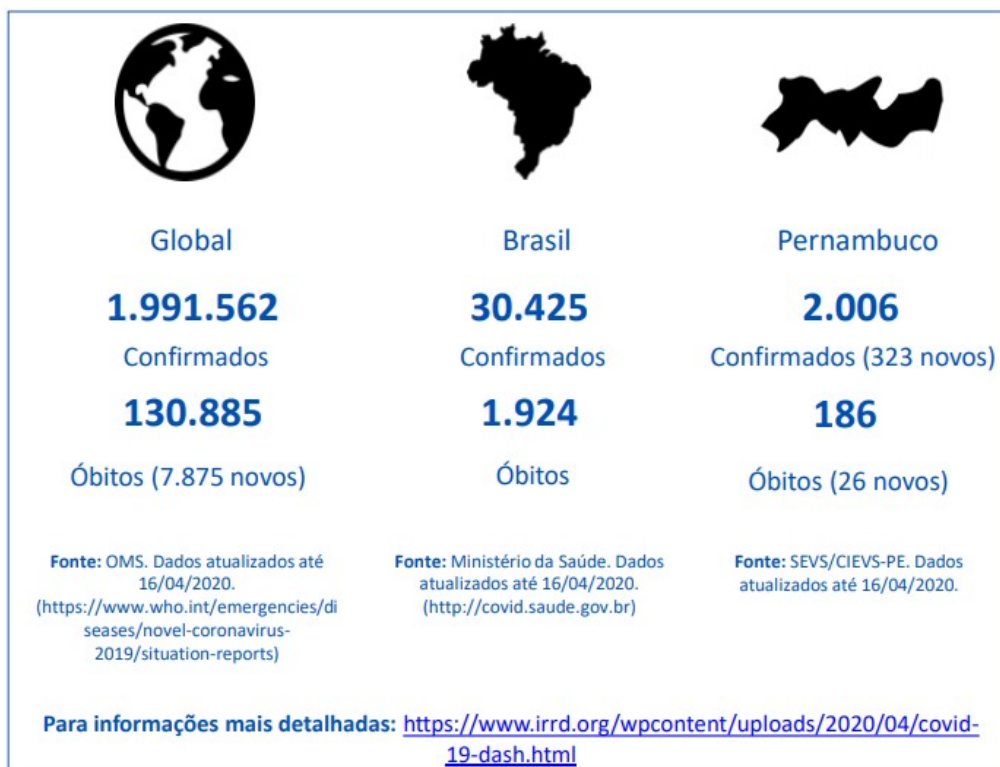 Global
1.991.562
Confirmados
130.885
Óbitos (7.875 novos)
Fonte: OMS. Dados atualizados até
16/04/2020.
(https://www.who.int/emergencies/di
seases/novel-coronavirus-
2019/situation-reports)
Brasil
30.425
Confirmados
1.924
Óbitos
Fonte: Ministério da Saúde. Dados
atualizados até 16/04/2020.
(http://covid.saude.gov.br)
Pernambuco
2.006
Confirmados (323 novos)
186
Óbitos (26 novos)
Fonte: SEVS/CIEVS-PE. Dados
atualizados até 16/04/2020.
Para informações mais detalhadas: https://www.irrd.org/wpcontent/uploads/2020/04/covid-
19-dash.html